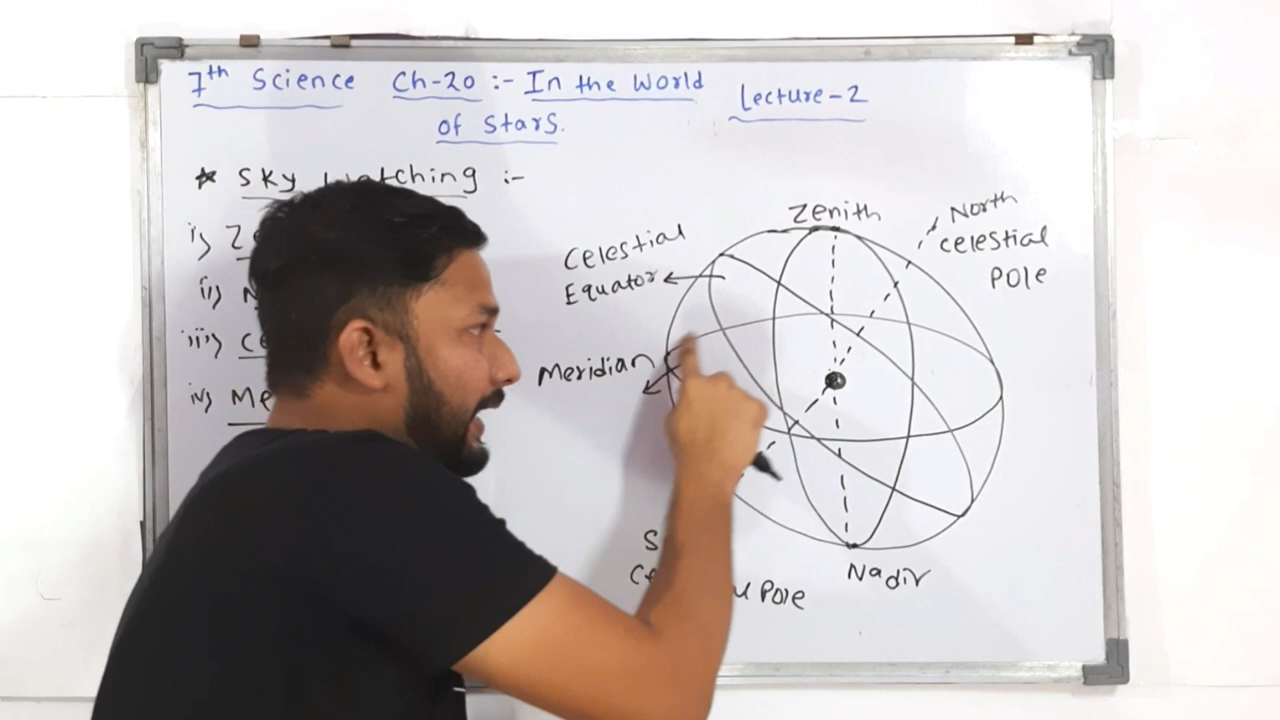 7th Science Ch-20 :- In the World
of Stars.
Lecture-2
* Sky watching :-
i)
ii)
iii)
iv) Me
Zenith
North
celestial
Pole
Celestial
Equator
Meridian
Nadir
Pole